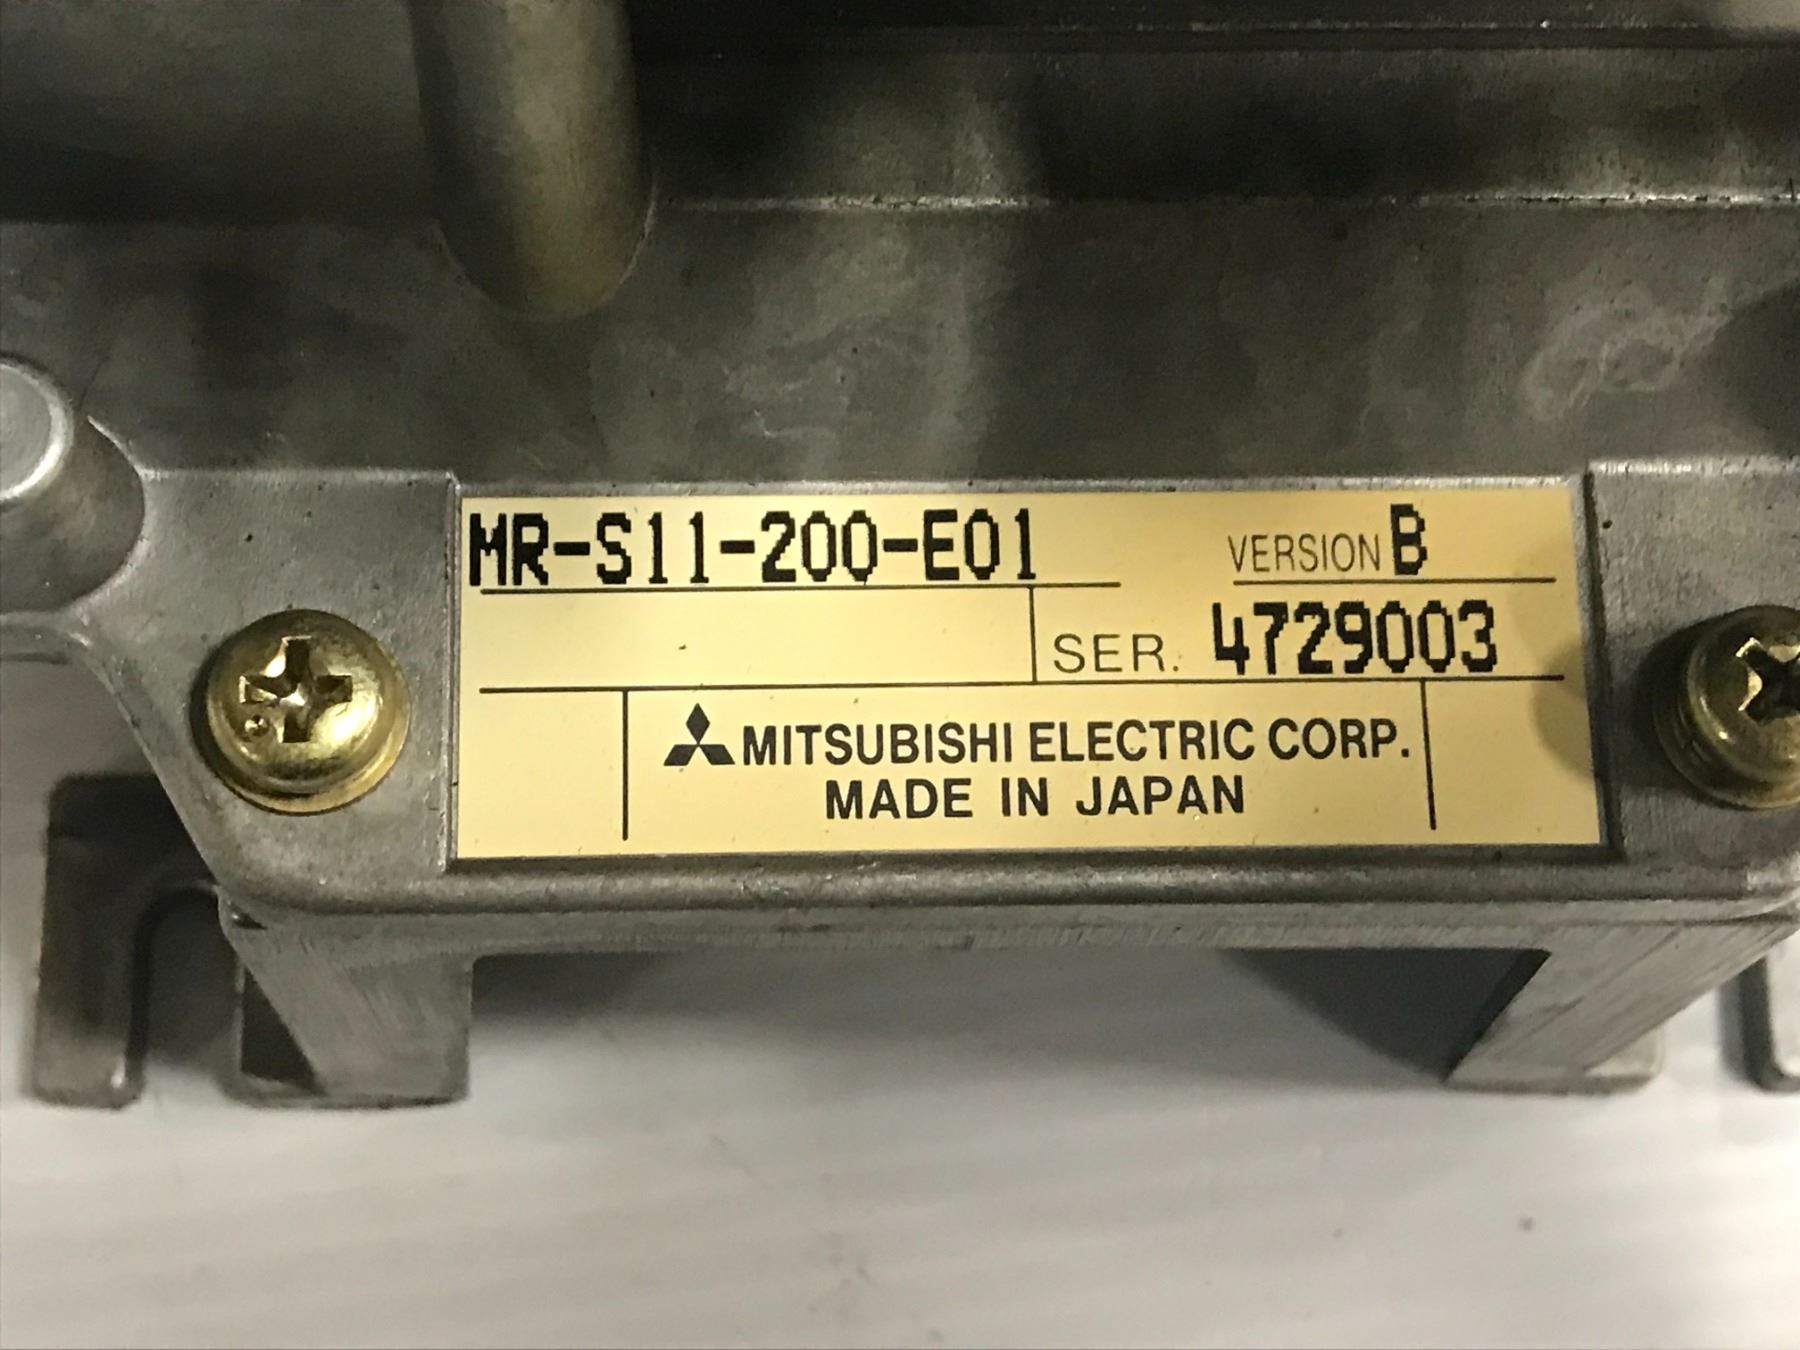 MR-S11-200-E01 VERSION B
SER. 4729003
MITSUBISHI ELECTRIC CORP.
MADE IN JAPAN